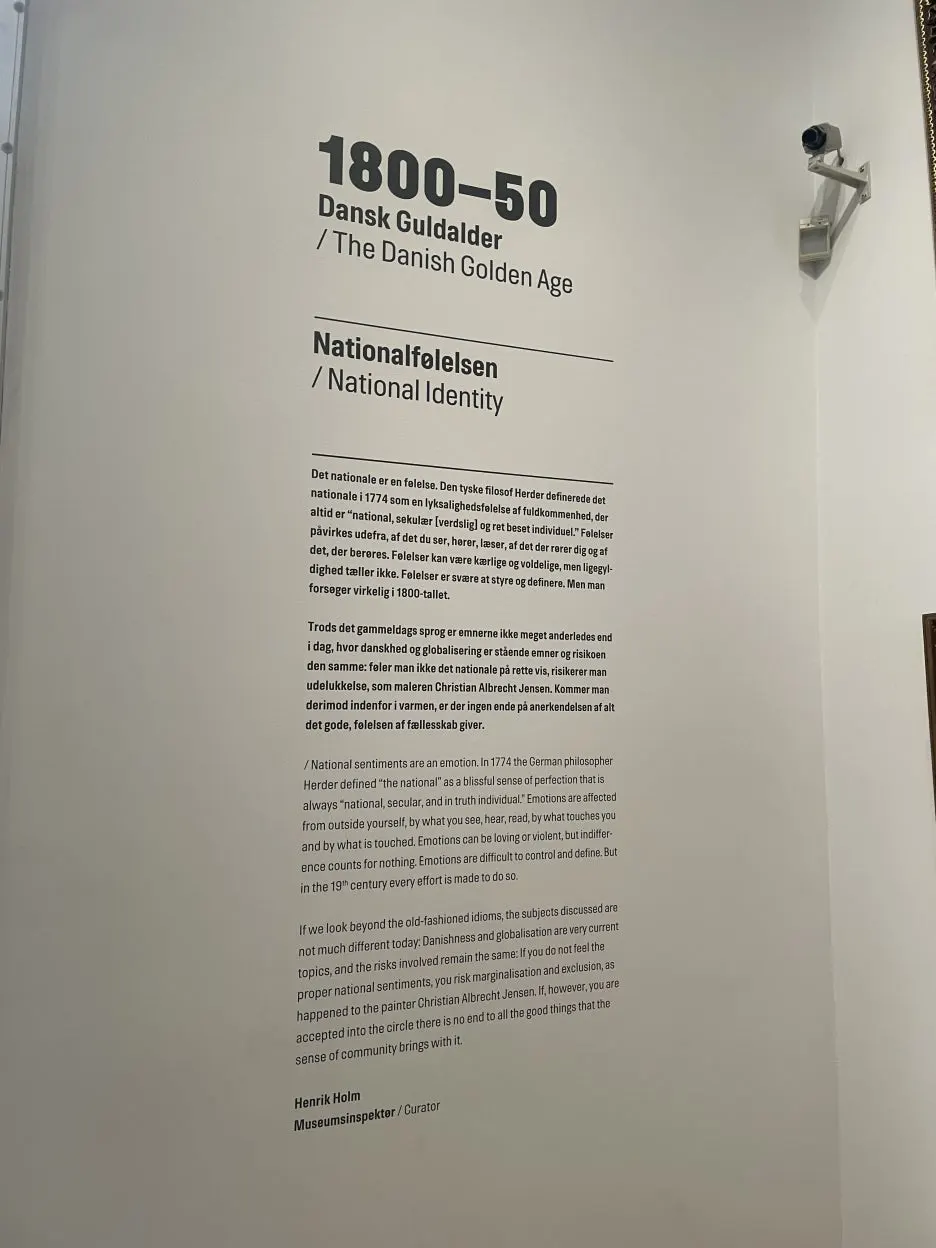 1800–50
Dansk Guldalder
/ The Danish Golden Age
Nationalfølelsen
/ National Identity
Det nationale er en følelse. Den tyske filosof Herder definerede det
nationale i 1774 som en lyksalighedsfølelse af fuldkommenhed, der
altid er “national, sekulær [verdslig] og ret beset individuel.” Følelser
påvirkes udefra, af det du ser, hører, læser, af det der rører dig og af
det, der berøres. Følelser kan være kærlige og voldelige, men ligegyl-
dighed tæller ikke. Følelser er svære at styre og definere. Men man
forsøger virkelig i 1800-tallet.
Trods det gammeldags sprog er emnerne ikke meget anderledes end
i dag, hvor danskhed og globalisering er stående emner og risikoen
den samme: føler man ikke det nationale på rette vis, risikerer man
udelukkelse, som maleren Christian Albrecht Jensen. Kommer man
derimod indenfor i varmen, er der ingen ende på anerkendelsen af alt
det gode, følelsen af fællesskab giver.
/ National sentiments are an emotion. In 1774 the German philosopher
Herder defined “the national” as a blissful sense of perfection that is
always “national, secular, and in truth individual.” Emotions are affected
from outside yourself, by what you see, hear, read, by what touches you
and by what is touched. Emotions can be loving or violent, but indiffer-
ence counts for nothing. Emotions are difficult to control and define. But
in the 19th century every effort is made to do so.
If we look beyond the old-fashioned idioms, the subjects discussed are
not much different today: Danishness and globalisation are very current
topics, and the risks involved remain the same: If you do not feel the
proper national sentiments, you risk marginalisation and exclusion, as
happened to the painter Christian Albrecht Jensen. If, however, you are
accepted into the circle there is no end to all the good things that the
sense of community brings with it.
Henrik Holm
Museumsinspektør / Curator